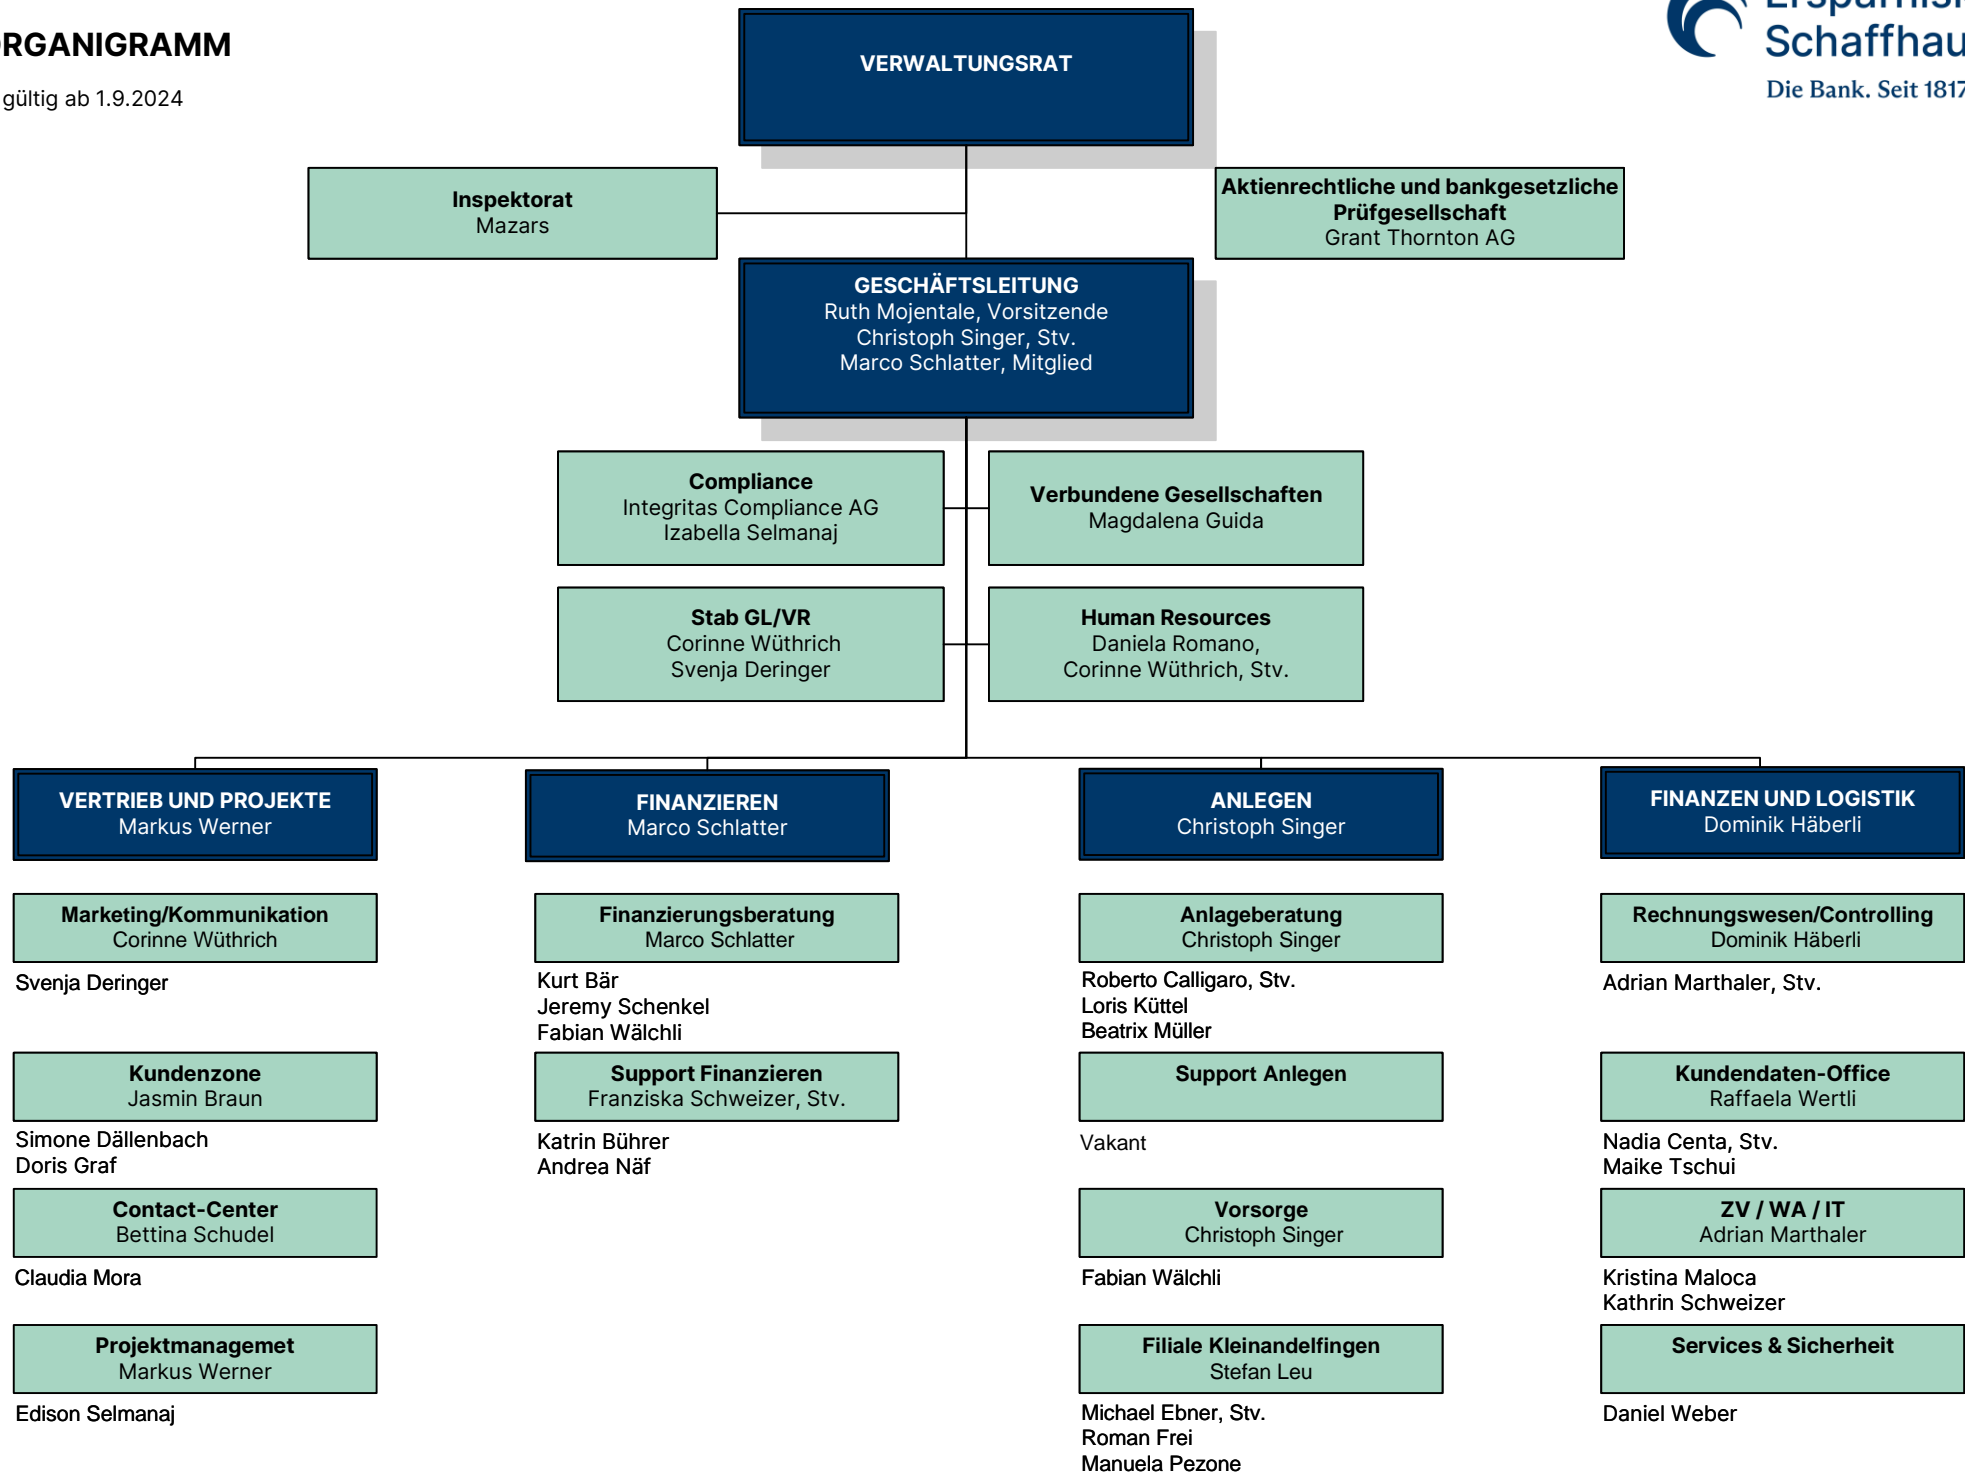 ORGANIGRAMM
gültig ab 1.9.2024
Schaffhau
Die Bank. Seit 1817
VERWALTUNGSRAT
Inspektorat
Mazars
Aktienrechtliche und bankgesetzliche
Prüfgesellschaft
Grant Thornton AG
GESCHÄFTSLEITUNG
Ruth Mojentale, Vorsitzende
Christoph Singer, Stv.
Marco Schlatter, Mitglied
Compliance
Integritas Compliance AG
Izabella Selmanaj
Verbundene Gesellschaften
Magdalena Guida
Stab GL/VR
Corinne Wüthrich
Svenja Deringer
Human Resources
Daniela Romano,
Corinne Wüthrich, Stv.
VERTRIEB UND PROJEKTE
Markus Werner
Marketing/Kommunikation
Corinne Wüthrich
Svenja Deringer
Kundenzone
Jasmin Braun
Simone Dällenbach
Doris Graf
Contact-Center
Bettina Schudel
Claudia Mora
Projektmanagemet
Markus Werner
Edison Selmanaj
FINANZIEREN
Marco Schlatter
Finanzierungsberatung
Marco Schlatter
Kurt Bär
Jeremy Schenkel
Fabian Wälchli
Support Finanzieren
Franziska Schweizer, Stv.
Katrin Bührer
Andrea Näf
ANLEGEN
Christoph Singer
Anlageberatung
Christoph Singer
Roberto Calligaro, Stv.
Loris Küttel
Beatrix Müller
Support Anlegen
Vakant
Vorsorge
Christoph Singer
Fabian Wälchli
Filiale Kleinandelfingen
Stefan Leu
Michael Ebner, Stv.
Roman Frei
Manuela Pezone
FINANZEN UND LOGISTIK
Dominik Häberli
Rechnungswesen/Controlling
Dominik Häberli
Adrian Marthaler, Stv.
Kundendaten-Office
Raffaela Wertli
Nadia Centa, Stv.
Maike Tschui
ZV / WA / IT
Adrian Marthaler
Kristina Maloca
Kathrin Schweizer
Services & Sicherheit
Daniel Weber